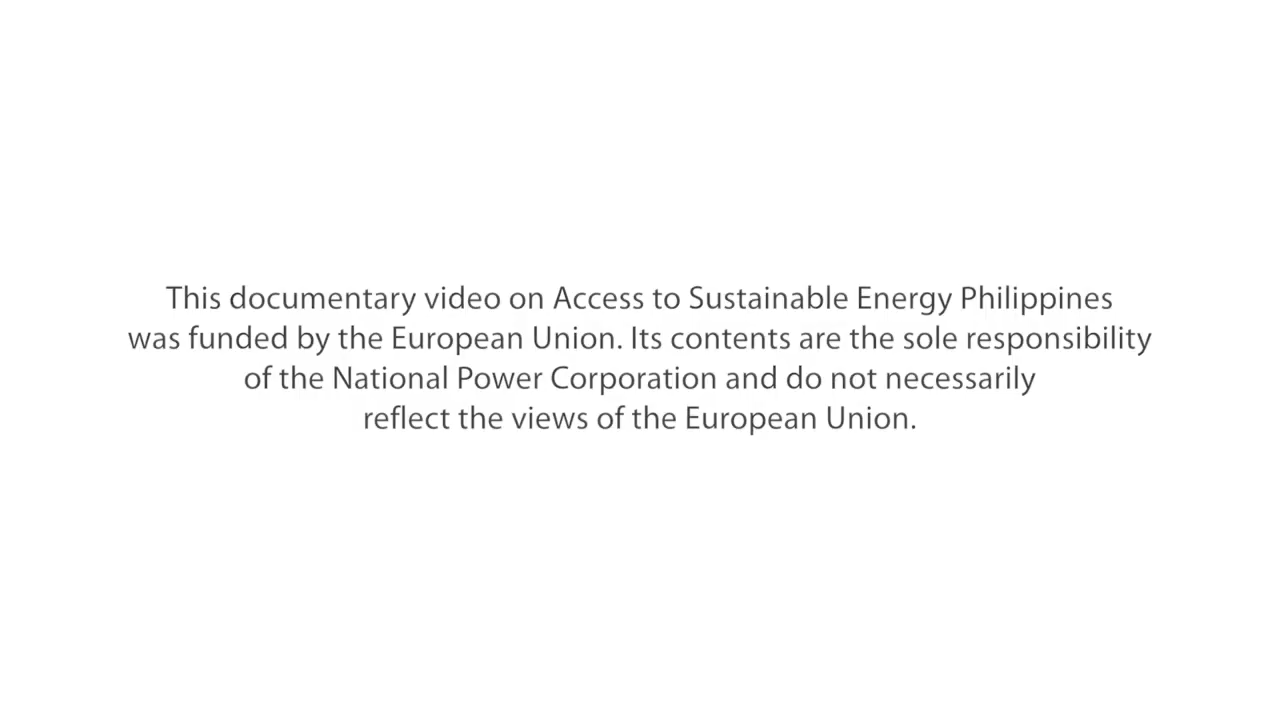 This documentary video on Access to Sustainable Energy Philippines
was funded by the European Union. Its contents are the sole responsibility
of the National Power Corporation and do not necessarily
reflect the views of the European Union.